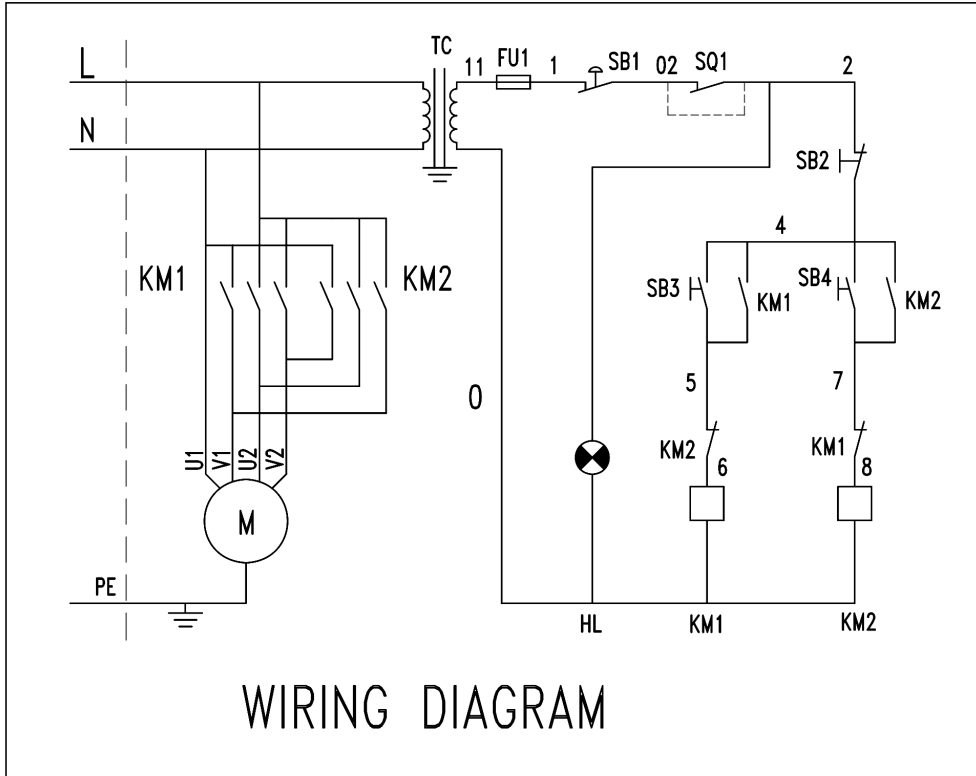 TC
L
11
FU1
1
SB1
02
SQ1
2
N
SB2
4
KM1
KM2
SB3
KM1
SB4
KM2
0
5
7
U1
V1
U2
V2
KM2
6
KM1
8
M
PE
HL
KM1
KM2
WIRING DIAGRAM